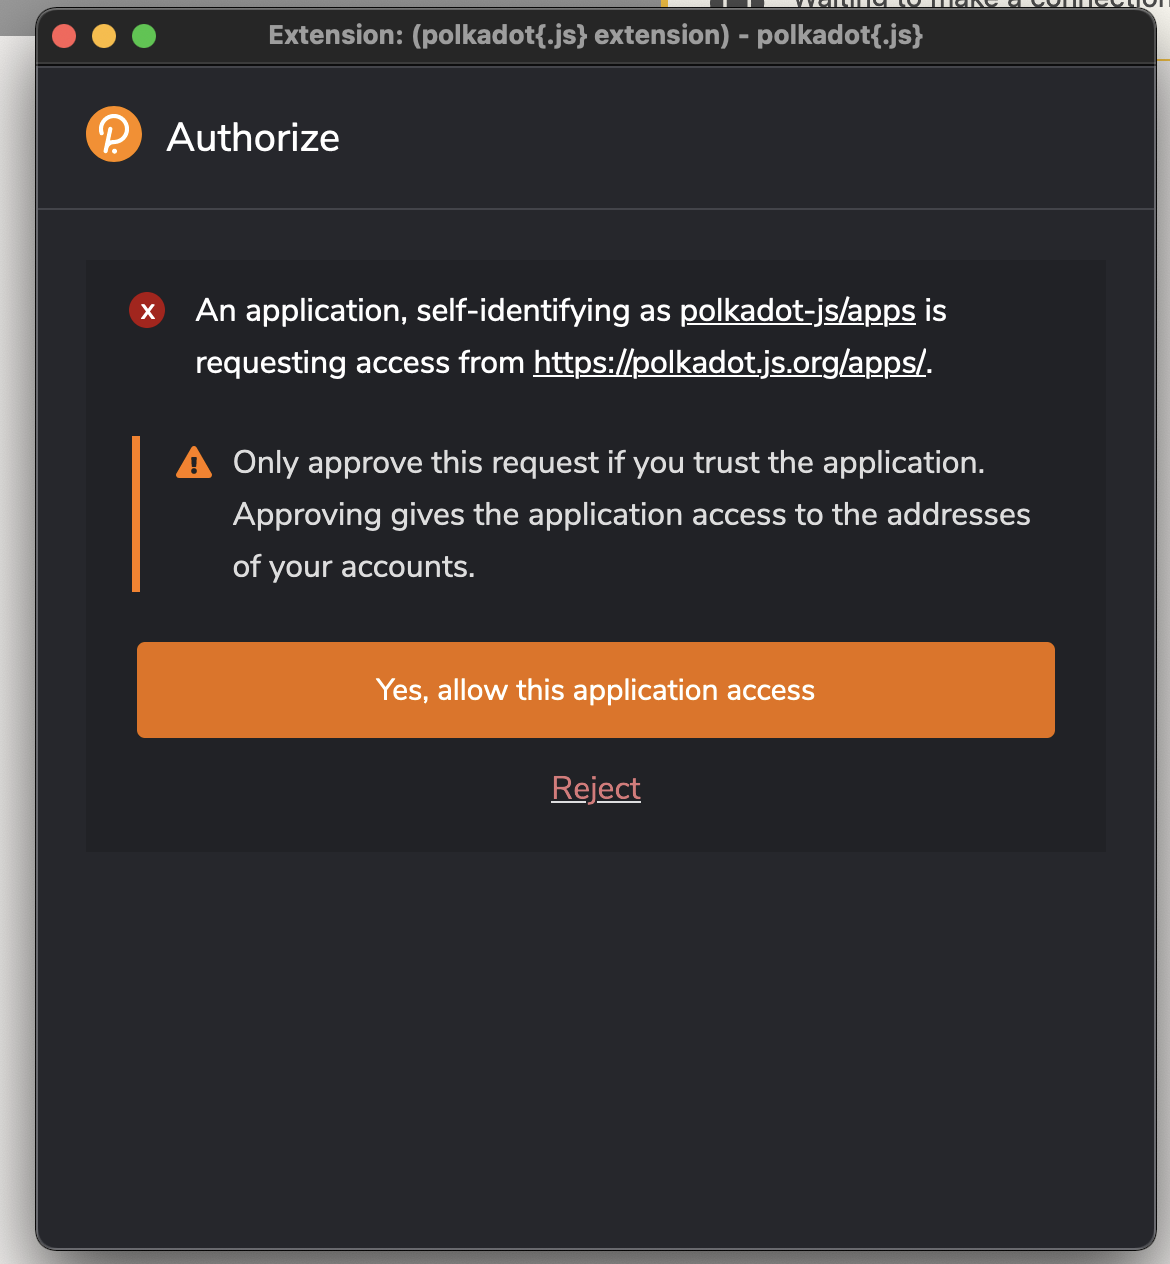 Waiting to make a connection
Extension: (polkadot{.js} extension) - polkadot{.js}
Authorize
X
An application, self-identifying as polkadot-js/apps is
requesting access from https://polkadot.js.org/apps/.
Only approve this request if you trust the application.
Approving gives the application access to the addresses
of your accounts.
Yes, allow this application access
Reject